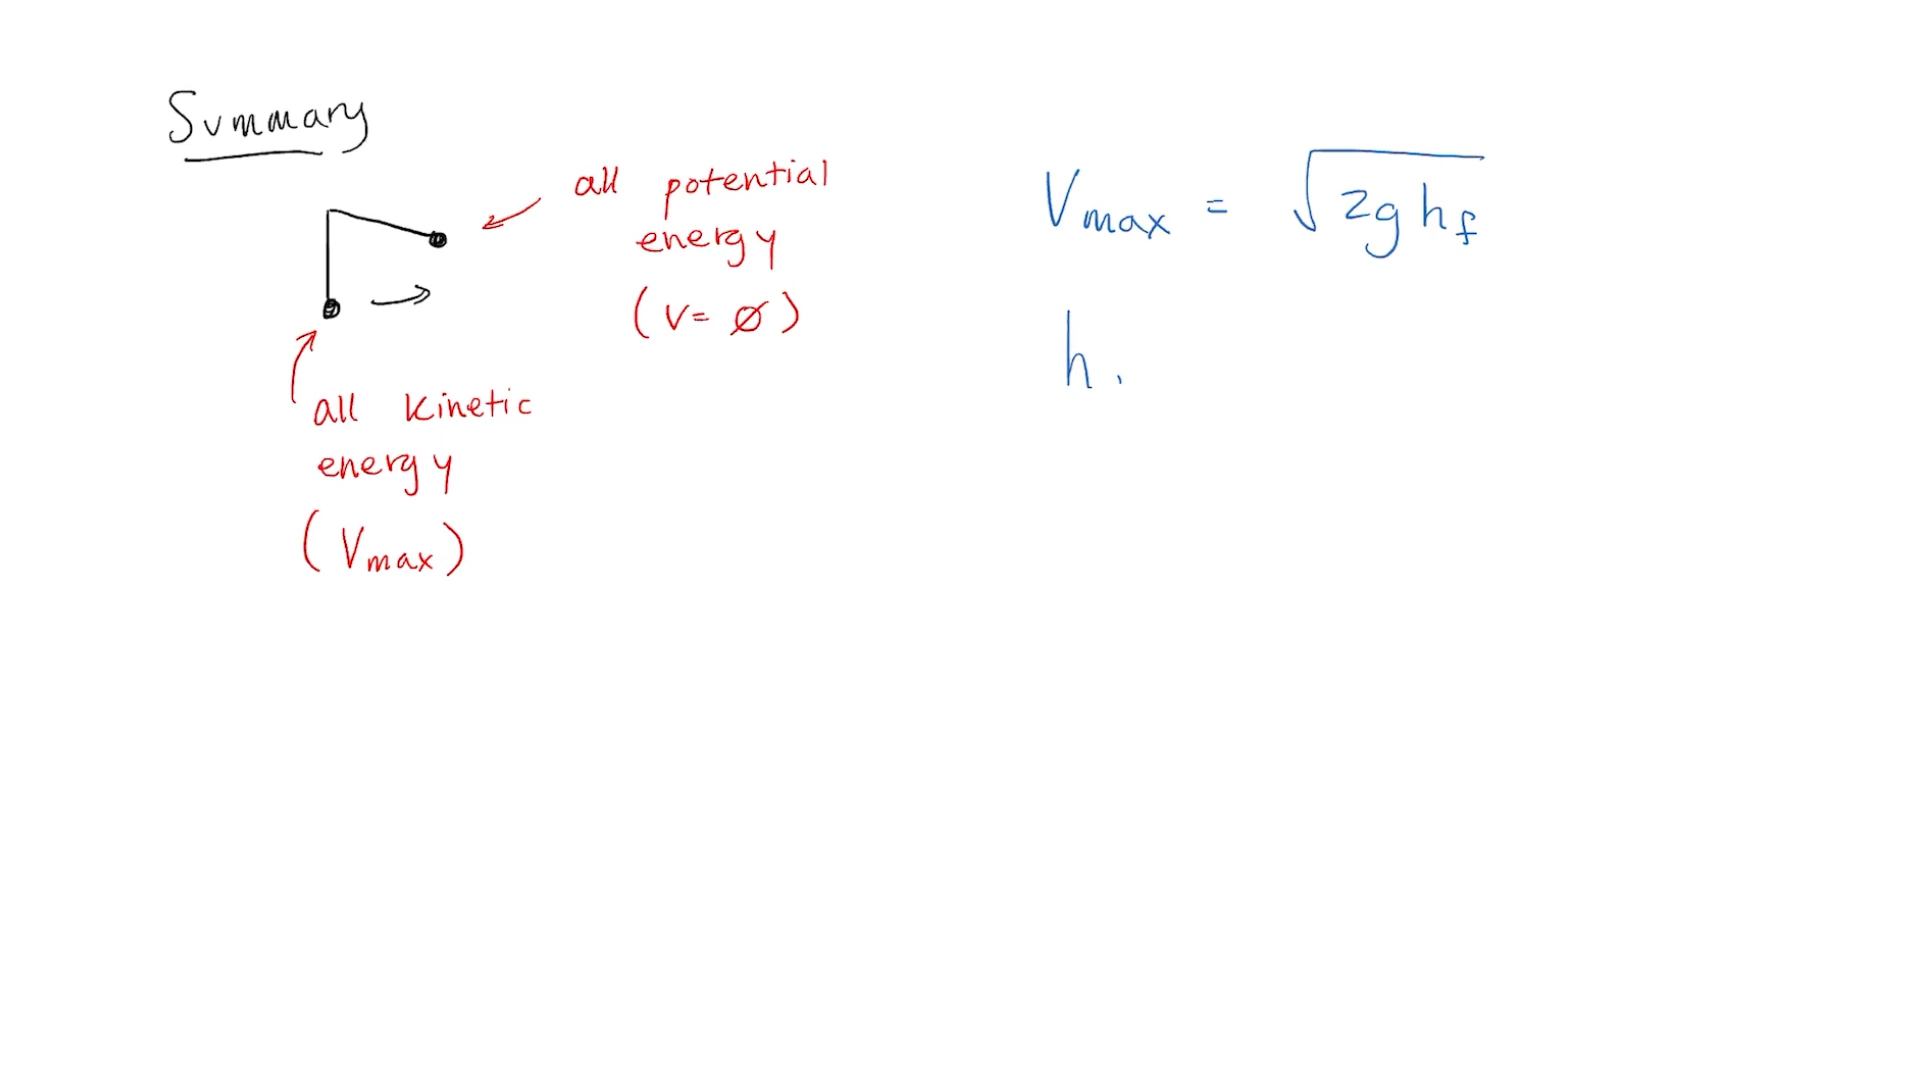 Summary
all potential
energy
(v= ∅)
all kinetic
energy
(Vmax)
Vmax = √2ghf
h